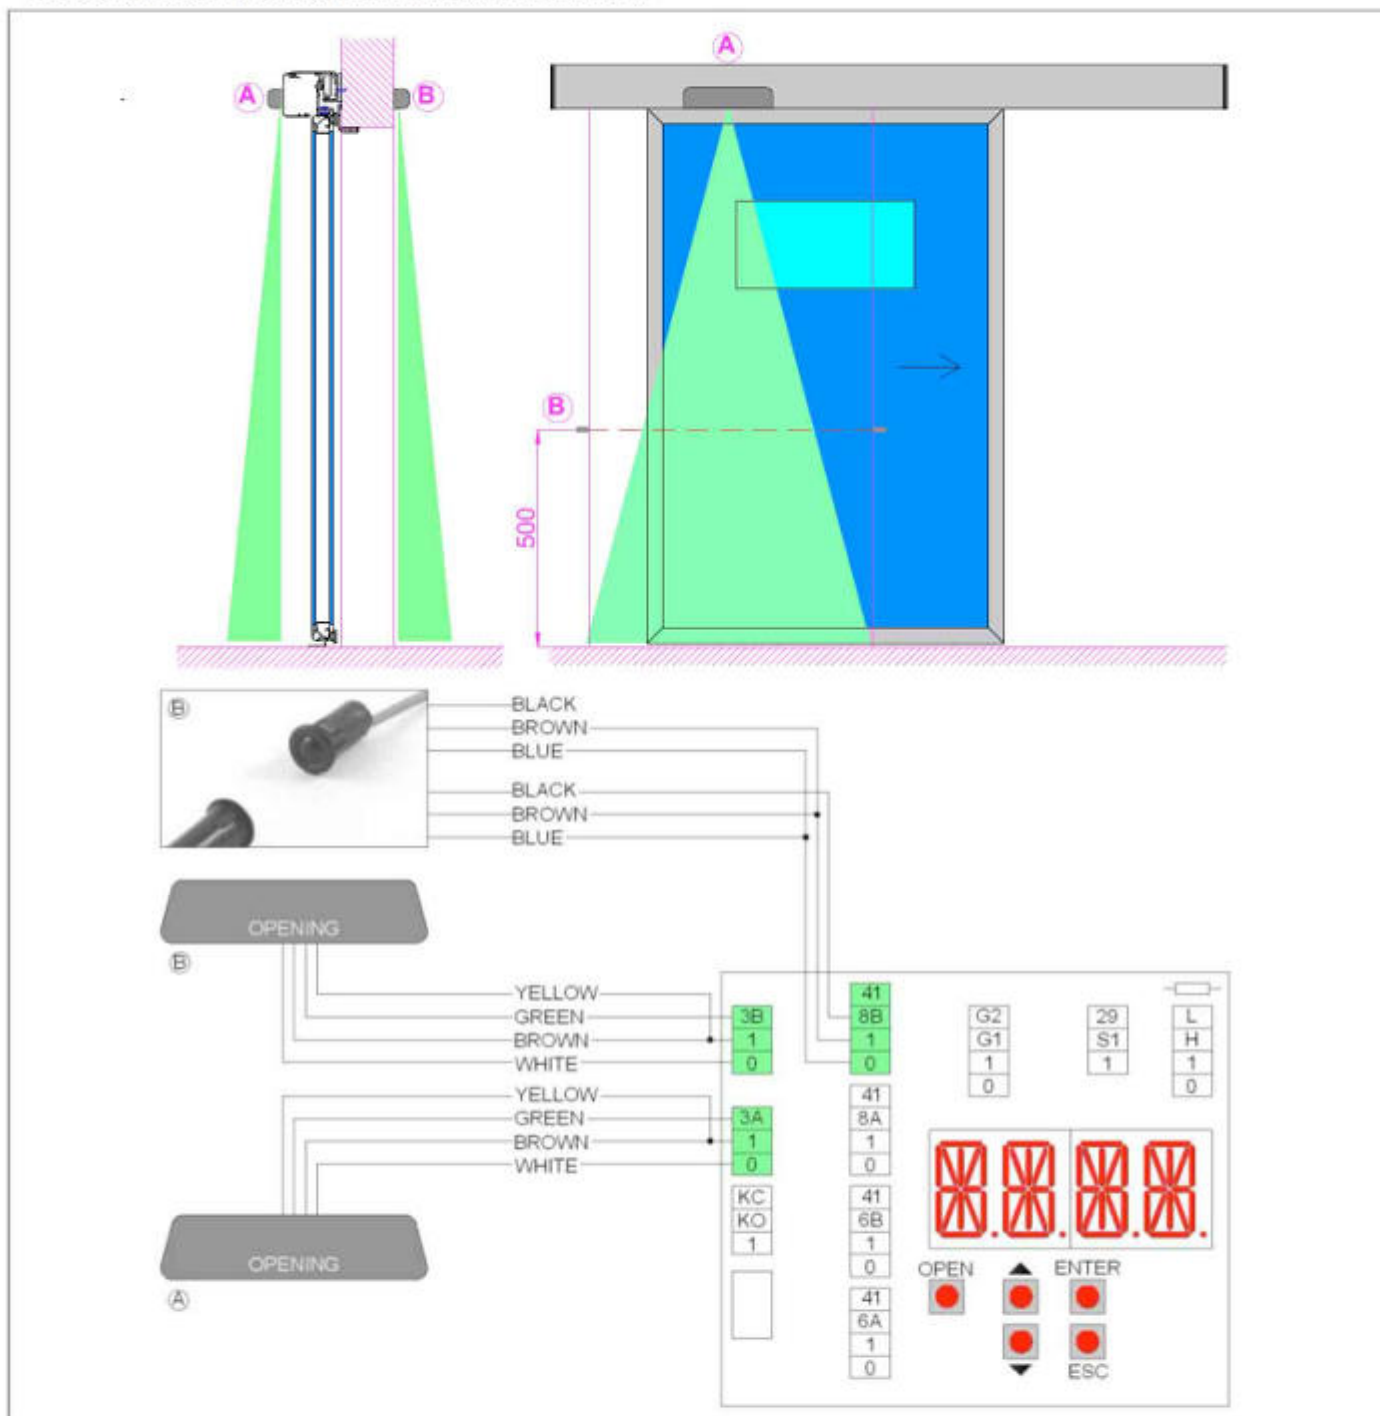 A
A
B
B
500
B
BLACK
BROWN
BLUE
BLACK
BROWN
BLUE
OPENING
B
YELLOW
GREEN
BROWN
WHITE
YELLOW
GREEN
BROWN
WHITE
OPENING
A
3B
1
0
3A
1
0
KC
KO
1
41
8B
1
0
41
8A
1
0
41
6B
1
0
41
6A
1
0
G2
G1
1
0
29
S1
1
L
H
1
0
OPEN
ENTER
ESC